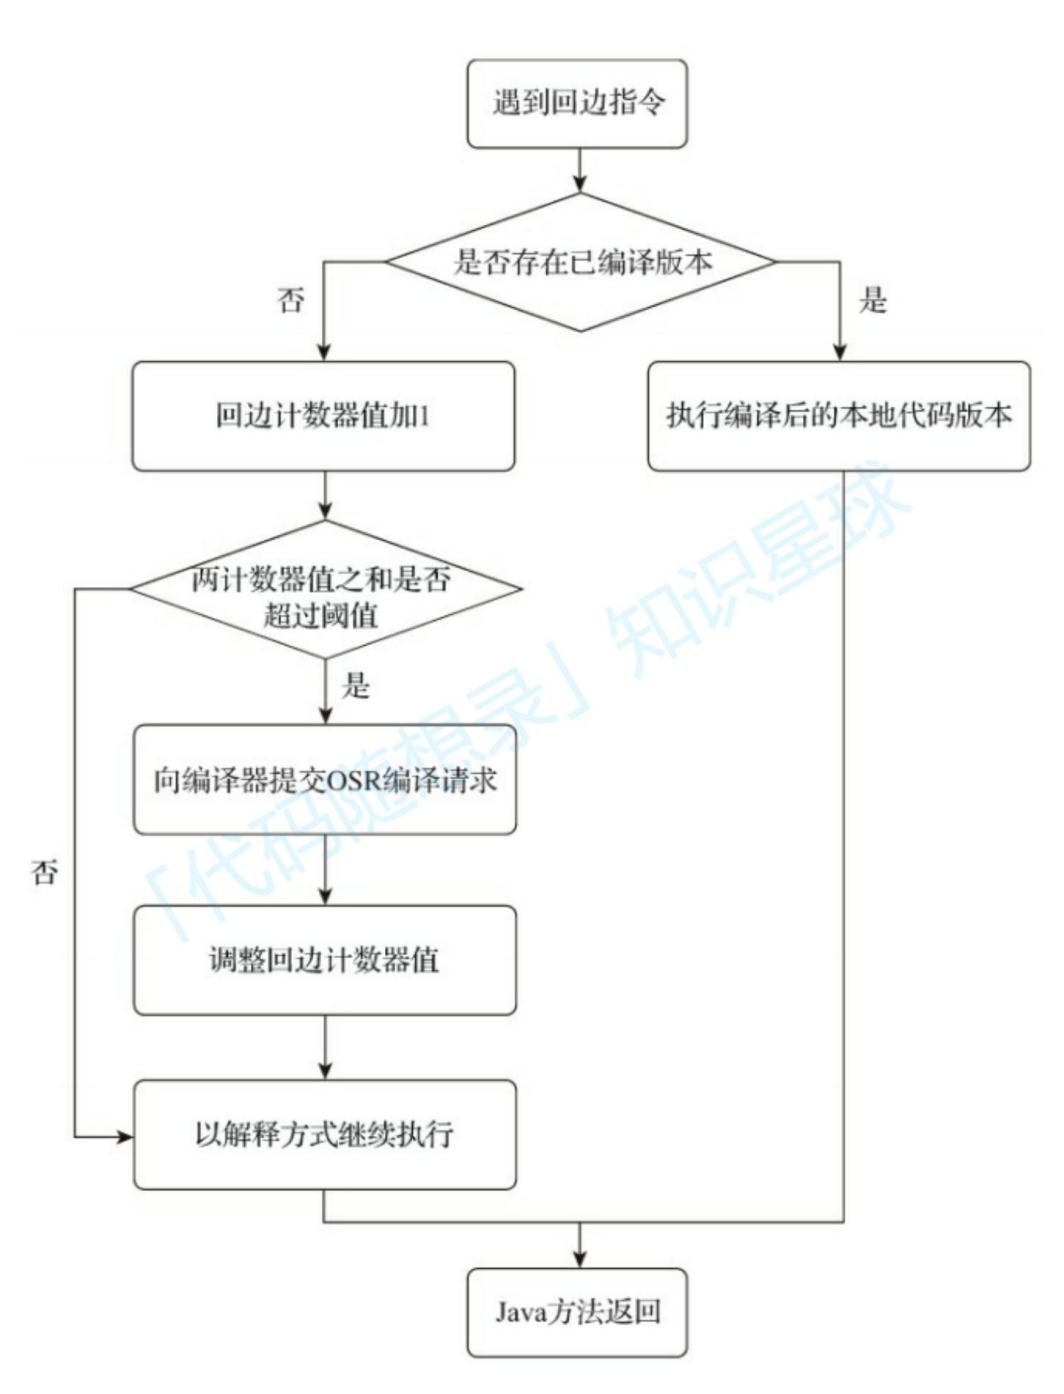 遇到回边指令
是否存在已编译版本
否
是
回边计数器值加1
执行编译后的本地代码版本
两计数器值之和是否
超过阈值
是
向编译器提交OSR编译请求
否
调整回边计数器值
以解释方式继续执行
Java方法返回
「代码随想录」知识星球